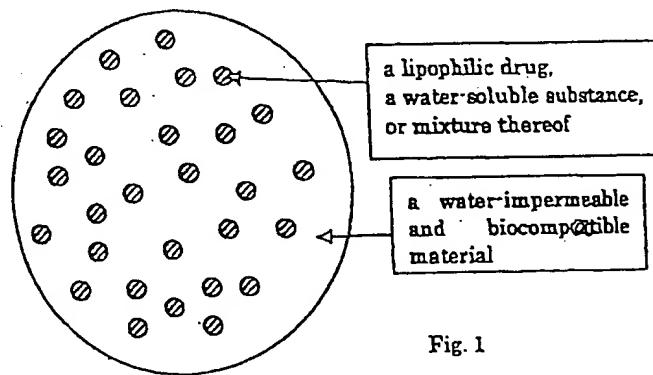 a lipophilic drug,
a water-soluble substance,
or mixture thereof
a water-impermeable
and biocompatible
material
Fig. 1